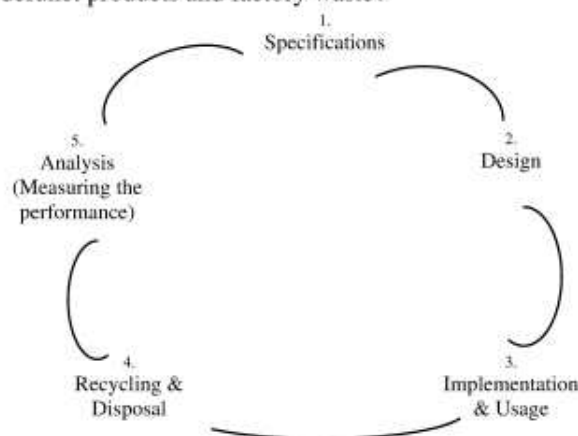 products and factory waste?
1.
Specifications
2.
Design
3.
Implementation
& Usage
4.
Recycling &
Disposal
5.
Analysis
(Measuring the
performance)